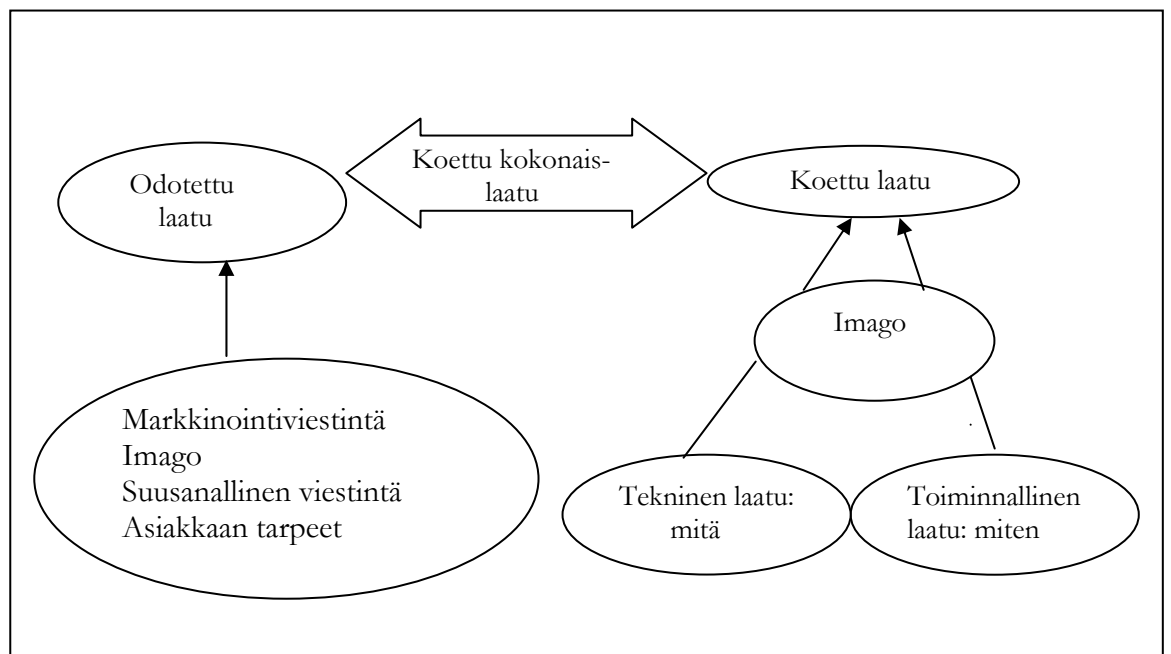 Odotettu
laatu
Koettu kokonais-
laatu
Koettu laatu
Imago
Markkinointiviestintä
Imago
Suusanallinen viestintä
Asiakkaan tarpeet
Tekninen laatu:
mitä
Toiminnallinen
laatu: miten